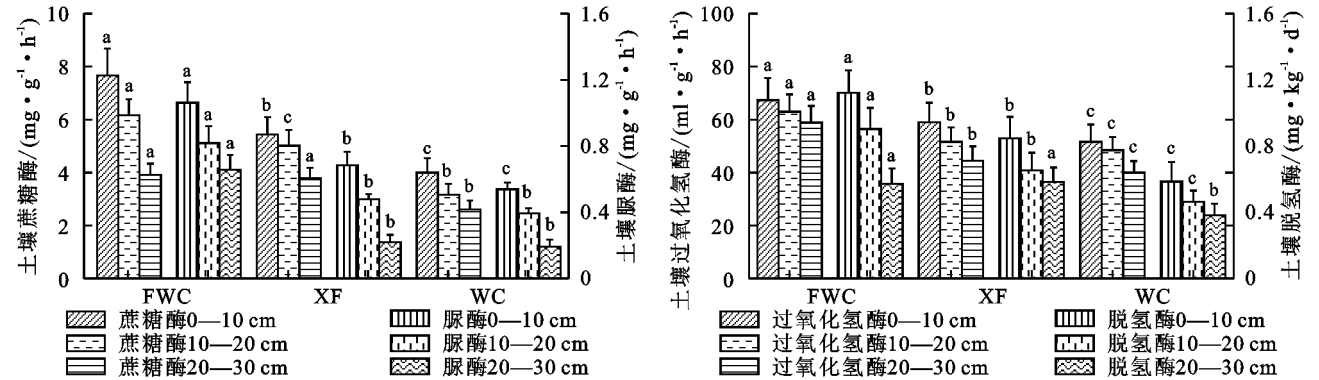 土壤蔗糖酶/(mg·g⁻¹·h⁻¹)
10
8
6
4
2
0
a
a
a
a
a
a
b
c
a
b
b
b
c
b
b
c
b
b
FWC
XF
WC
1.6
1.2
0.8
0.4
0
土壤脲酶/(mg·g⁻¹·h⁻¹)
蔗糖酶0—10 cm
脲酶0—10 cm
蔗糖酶10—20 cm
脲酶10—20 cm
蔗糖酶20—30 cm
脲酶20—30 cm
土壤过氧化氢酶/(ml·g⁻¹·h⁻¹)
100
80
60
40
20
0
a
a
a
a
a
a
b
b
b
b
b
a
c
c
c
c
c
b
FWC
XF
WC
1.6
1.2
0.8
0.4
0
土壤脱氢酶/(mg·kg⁻¹·d⁻¹)
过氧化氢酶0—10 cm
脱氢酶0—10 cm
过氧化氢酶10—20 cm
脱氢酶10—20 cm
过氧化氢酶20—30 cm
脱氢酶20—30 cm